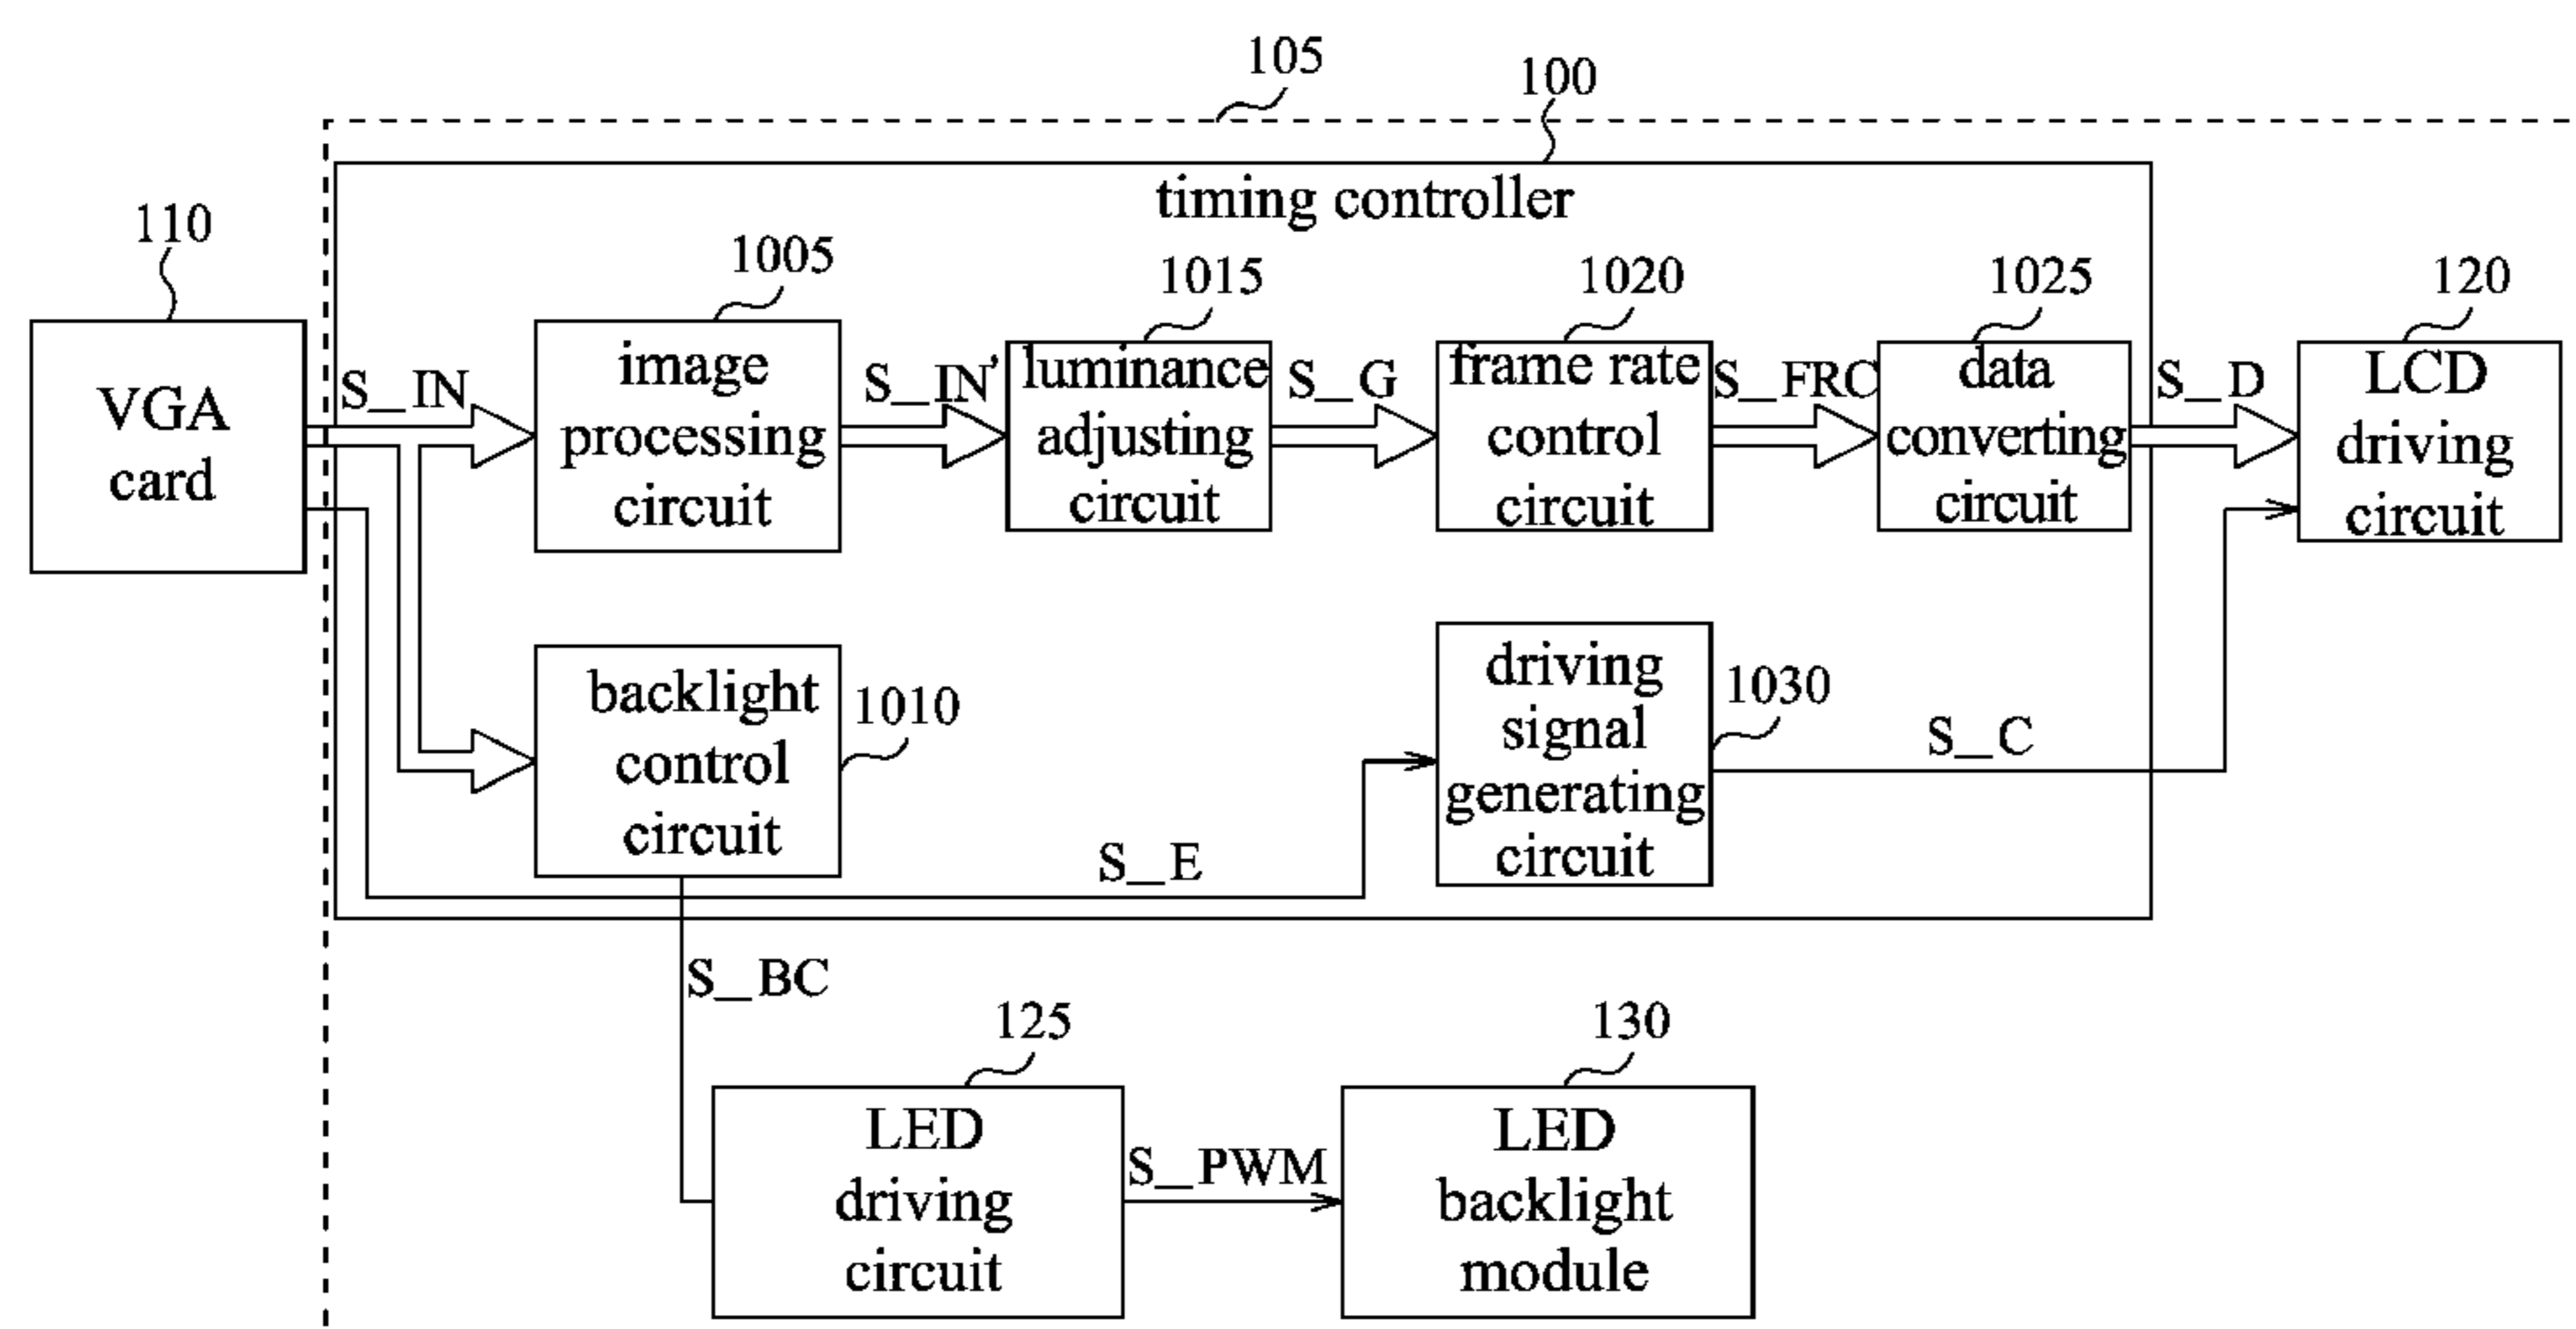 105
100
timing controller
110
1005
1015
1020
1025
120
VGA
card
S_IN
image
processing
circuit
S_IN'
luminance
adjusting
circuit
S_G
frame rate
control
circuit
S_FRC
data
converting
circuit
S_D
LCD
driving
circuit
backlight
control
circuit
1010
driving
signal
generating
circuit
1030
S_C
S_E
S_BC
125
130
LED
driving
circuit
S_PWM
LED
backlight
module